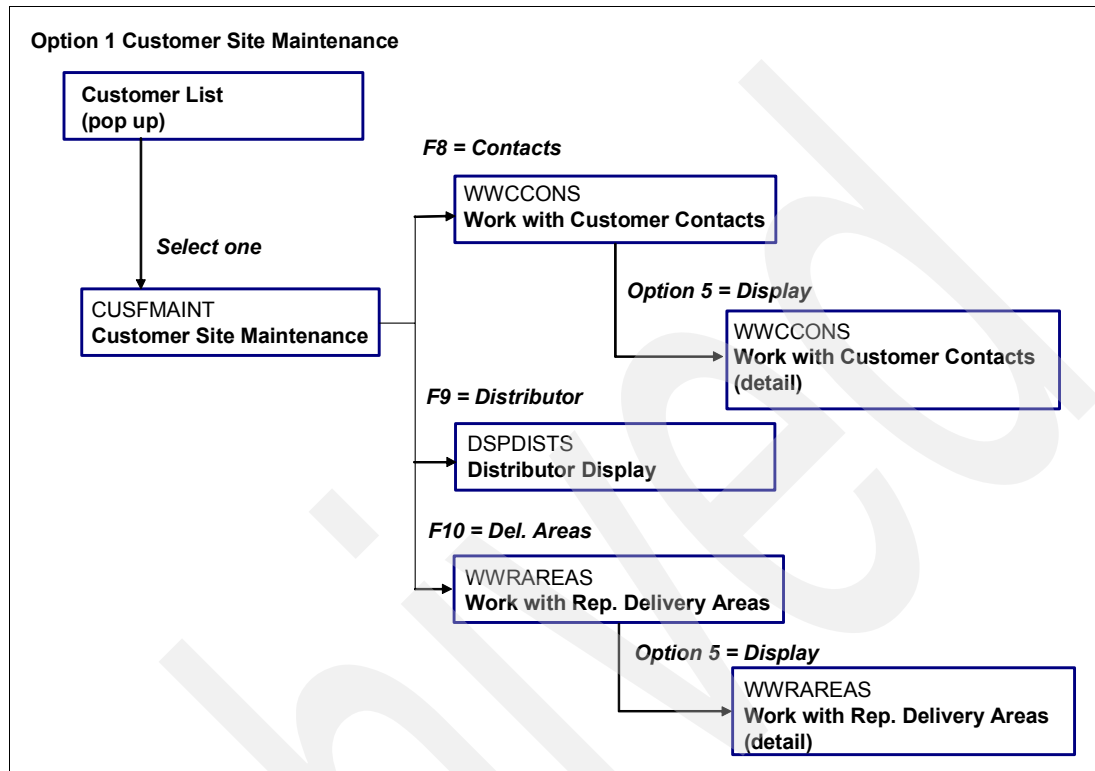 Option 1 Customer Site Maintenance
Customer List
(pop up)
F8 = Contacts
WWCCONS
Work with Customer Contacts
Select one
Option 5 = Display
CUSFMAINT
Customer Site Maintenance
WWCCONS
Work with Customer Contacts
(detail)
F9 = Distributor
DSPDISTS
Distributor Display
F10 = Del. Areas
WWRAREAS
Work with Rep. Delivery Areas
Option 5 = Display
WWRAREAS
Work with Rep. Delivery Areas
(detail)
hived